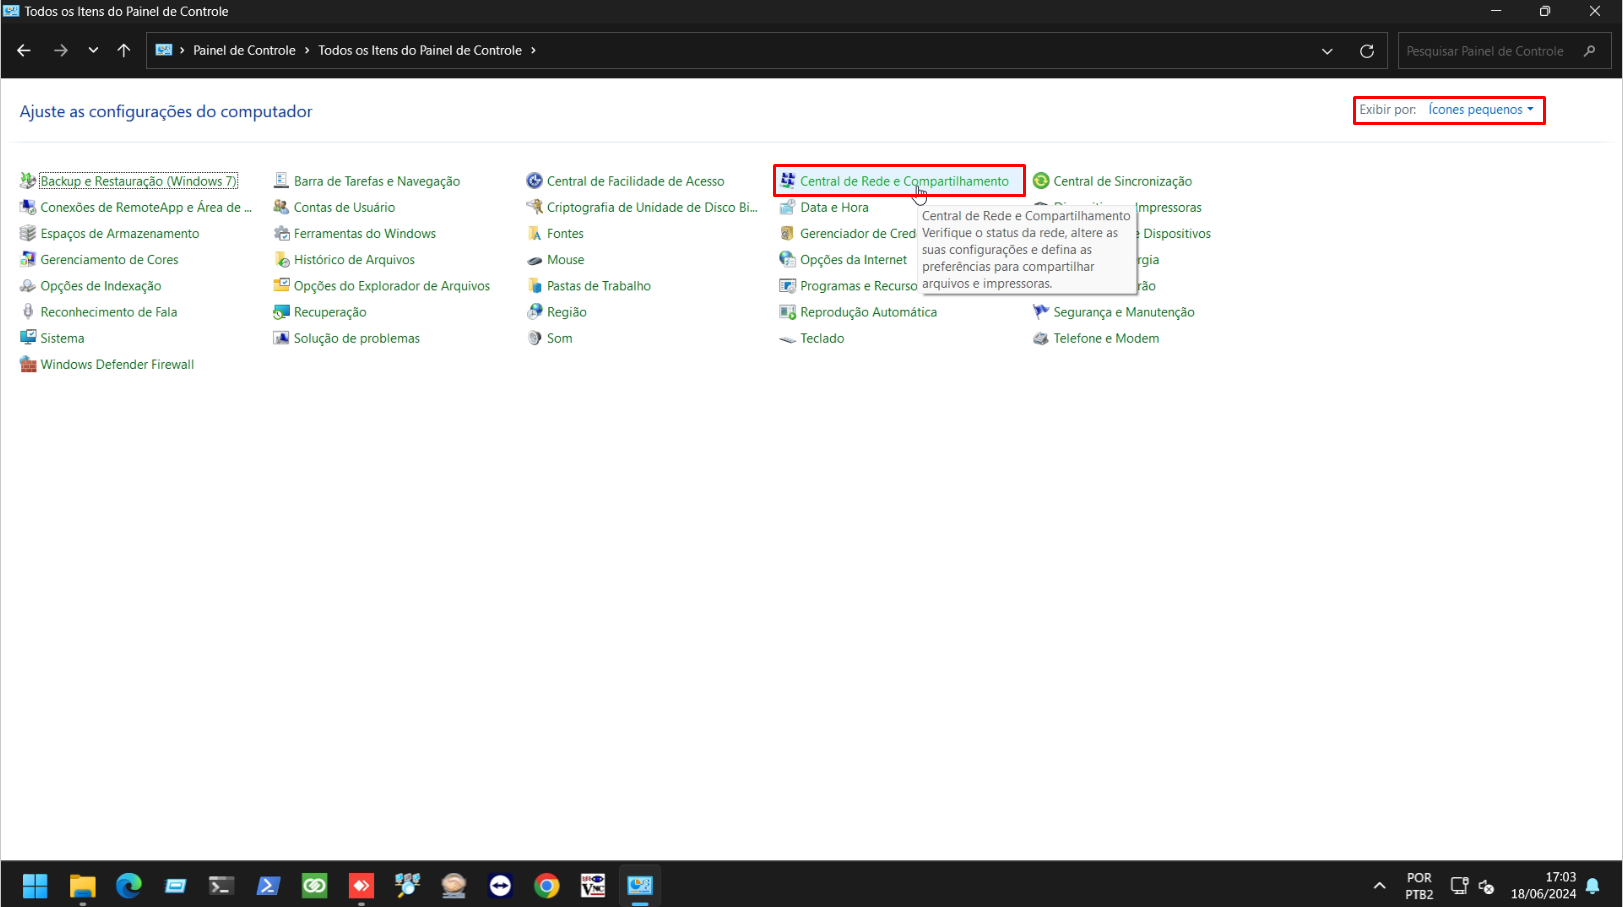 Todos os Itens do Painel de Controle
Painel de Controle > Todos os Itens do Painel de Controle >
Pesquisar Painel de Controle
Ajuste as configurações do computador
Exibir por: Ícones pequenos
Backup e Restauração (Windows 7)
Barra de Tarefas e Navegação
Central de Facilidade de Acesso
Central de Rede e Compartilhamento
Central de Sincronização
Conexões de RemoteApp e Área de ...
Contas de Usuário
Criptografia de Unidade de Disco Bi...
Data e Hora
Impressoras
Espaços de Armazenamento
Ferramentas do Windows
Fontes
Gerenciador de Cred
e Dispositivos
Gerenciamento de Cores
Histórico de Arquivos
Mouse
Opções da Internet
rgia
Opções de Indexação
Opções do Explorador de Arquivos
Pastas de Trabalho
Programas e Recurso
rão
Reconhecimento de Fala
Recuperação
Região
Reprodução Automática
Segurança e Manutenção
Sistema
Solução de problemas
Som
Teclado
Telefone e Modem
Windows Defender Firewall
Central de Rede e Compartilhamento
Verifique o status da rede, altere as
suas configurações e defina as
preferências para compartilhar
arquivos e impressoras.
VNC
POR
PTB2
17:03
18/06/2024